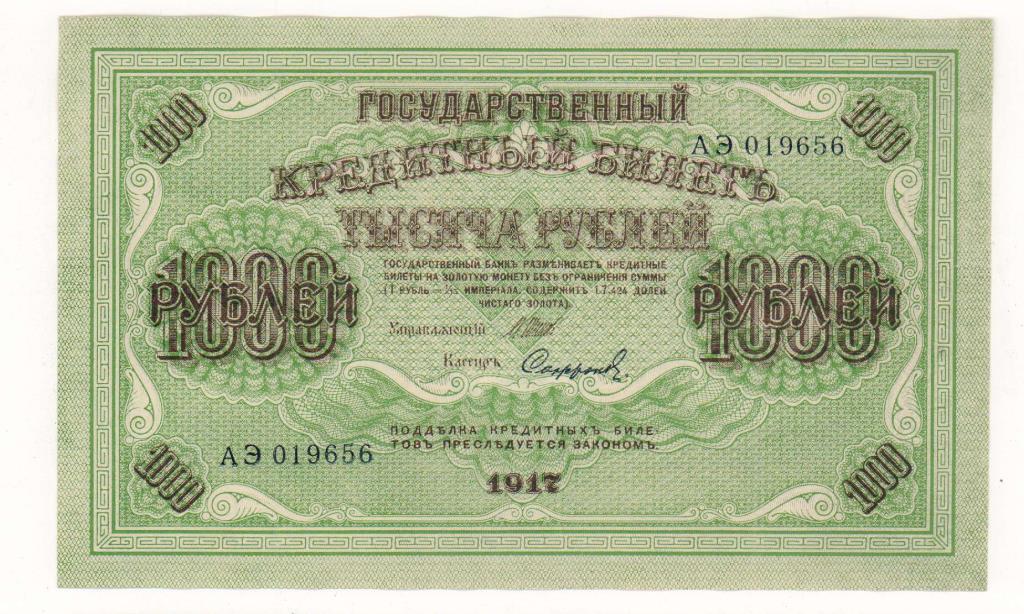 1000
1000
ГОСУДАРСТВЕННЫЙ
КРЕДИТНЫЙ БИЛЕТЪ
АЭ 019656
ТЫСЯЧА РУБЛЕЙ
ГОСУДАРСТВЕННЫЙ БАНКЪ РАЗМѢНИВАЕТЪ КРЕДИТНЫЕ
БИЛЕТЫ НА ЗОЛОТУЮ МОНЕТУ БЕЗЪ ОГРАНИЧЕНІЯ СУММЫ
(1 РУБЛЬ = 1/15 ИМПЕРІАЛА, СОДЕРЖИТЪ 17,424 ДОЛЕЙ
ЧИСТАГО ЗОЛОТА).
1000
РУБЛЕЙ
1000
РУБЛЕЙ
Управляющій
Кассиръ
Софронов
ПОДДѢЛКА КРЕДИТНЫХЪ БИЛЕ-
ТОВЪ ПРЕСЛѢДУЕТСЯ ЗАКОНОМЪ.
АЭ 019656
1917
1000
1000